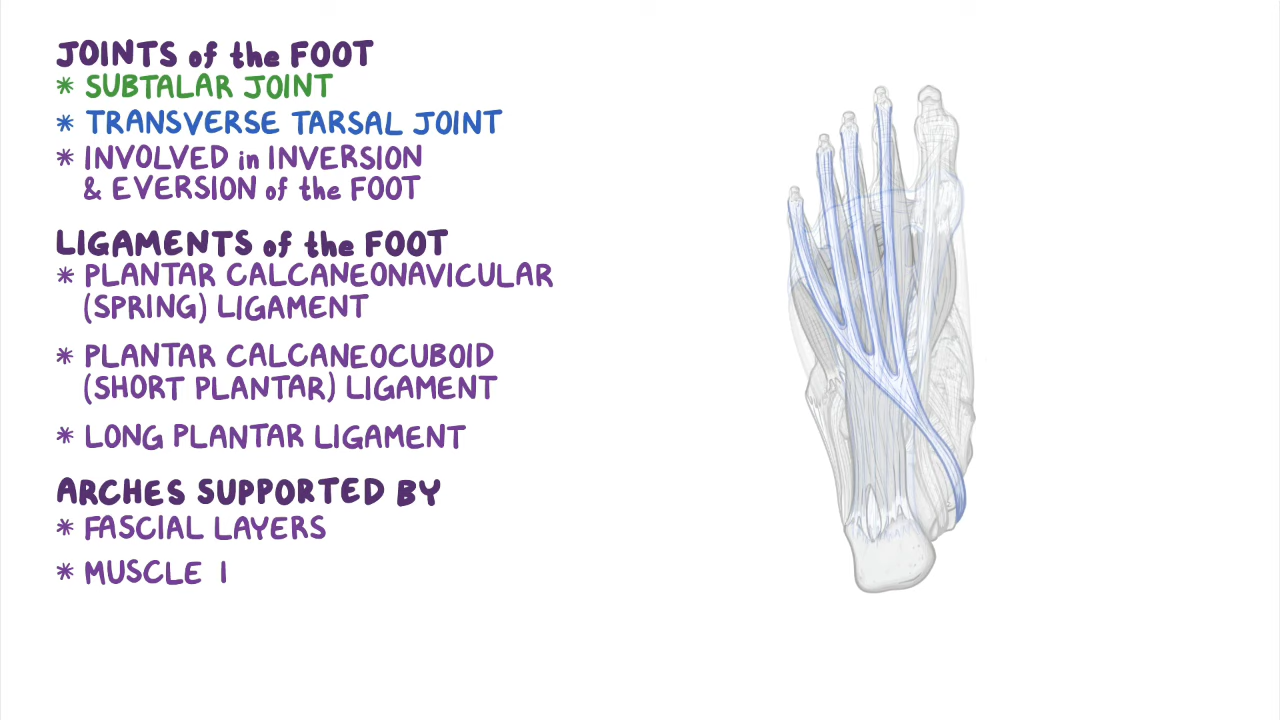 JOINTS of the FOOT
* SUBTALAR JOINT
* TRANSVERSE TARSAL JOINT
* INVOLVED in INVERSION
& EVERSION of the FOOT
LIGAMENTS of the FOOT
* PLANTAR CALCANEONAVICULAR
(SPRING) LIGAMENT
* PLANTAR CALCANEOCUBOID
(SHORT PLANTAR) LIGAMENT
* LONG PLANTAR LIGAMENT
ARCHES SUPPORTED BY
* FASCIAL LAYERS
* MUSCLE